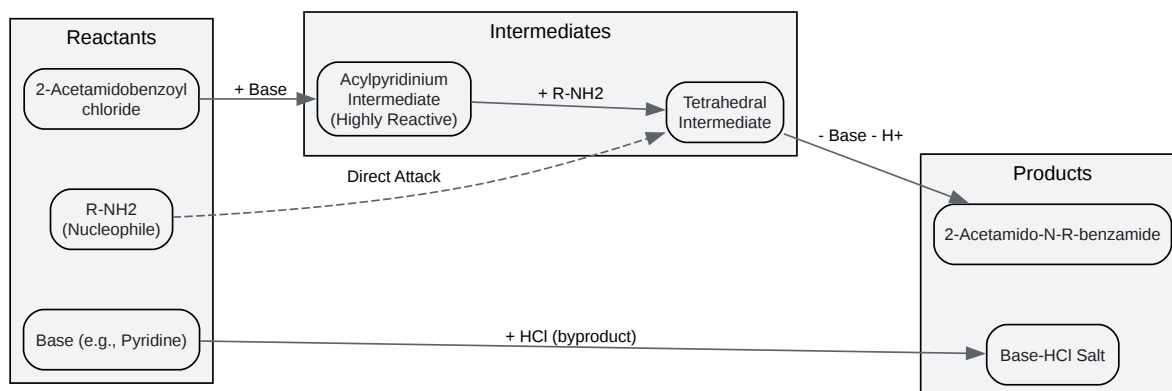 Reactants
2-Acetamidobenzoyl
chloride
R-NH2
(Nucleophile)
Base (e.g., Pyridine)
+ Base
Intermediates
Acylpyridinium
Intermediate
(Highly Reactive)
+ R-NH2
Tetrahedral
Intermediate
Direct Attack
- Base - H+
+ HCl (byproduct)
Products
2-Acetamido-N-R-benzamide
Base-HCl Salt